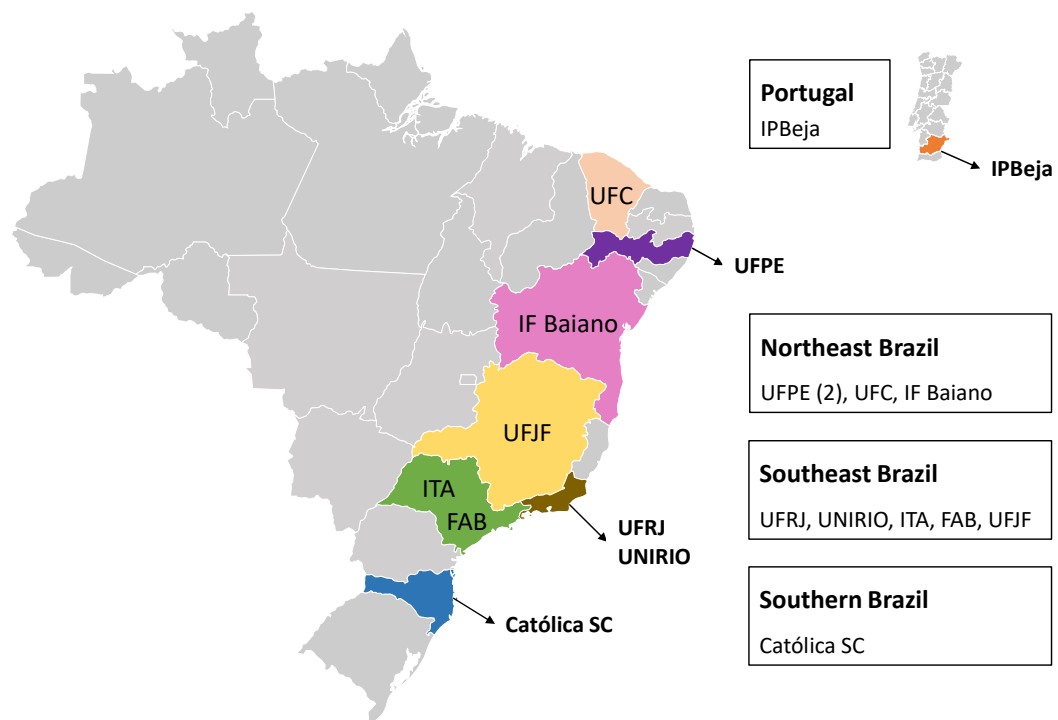 Portugal
IPBeja
IPBeja
UFC
UFPE
IF Baiano
Northeast Brazil
UFPE (2), UFC, IF Baiano
UFJF
ITA
FAB
Southeast Brazil
UFRJ, UNIRIO, ITA, FAB, UFJF
UFRJ
UNIRIO
Católica SC
Southern Brazil
Católica SC